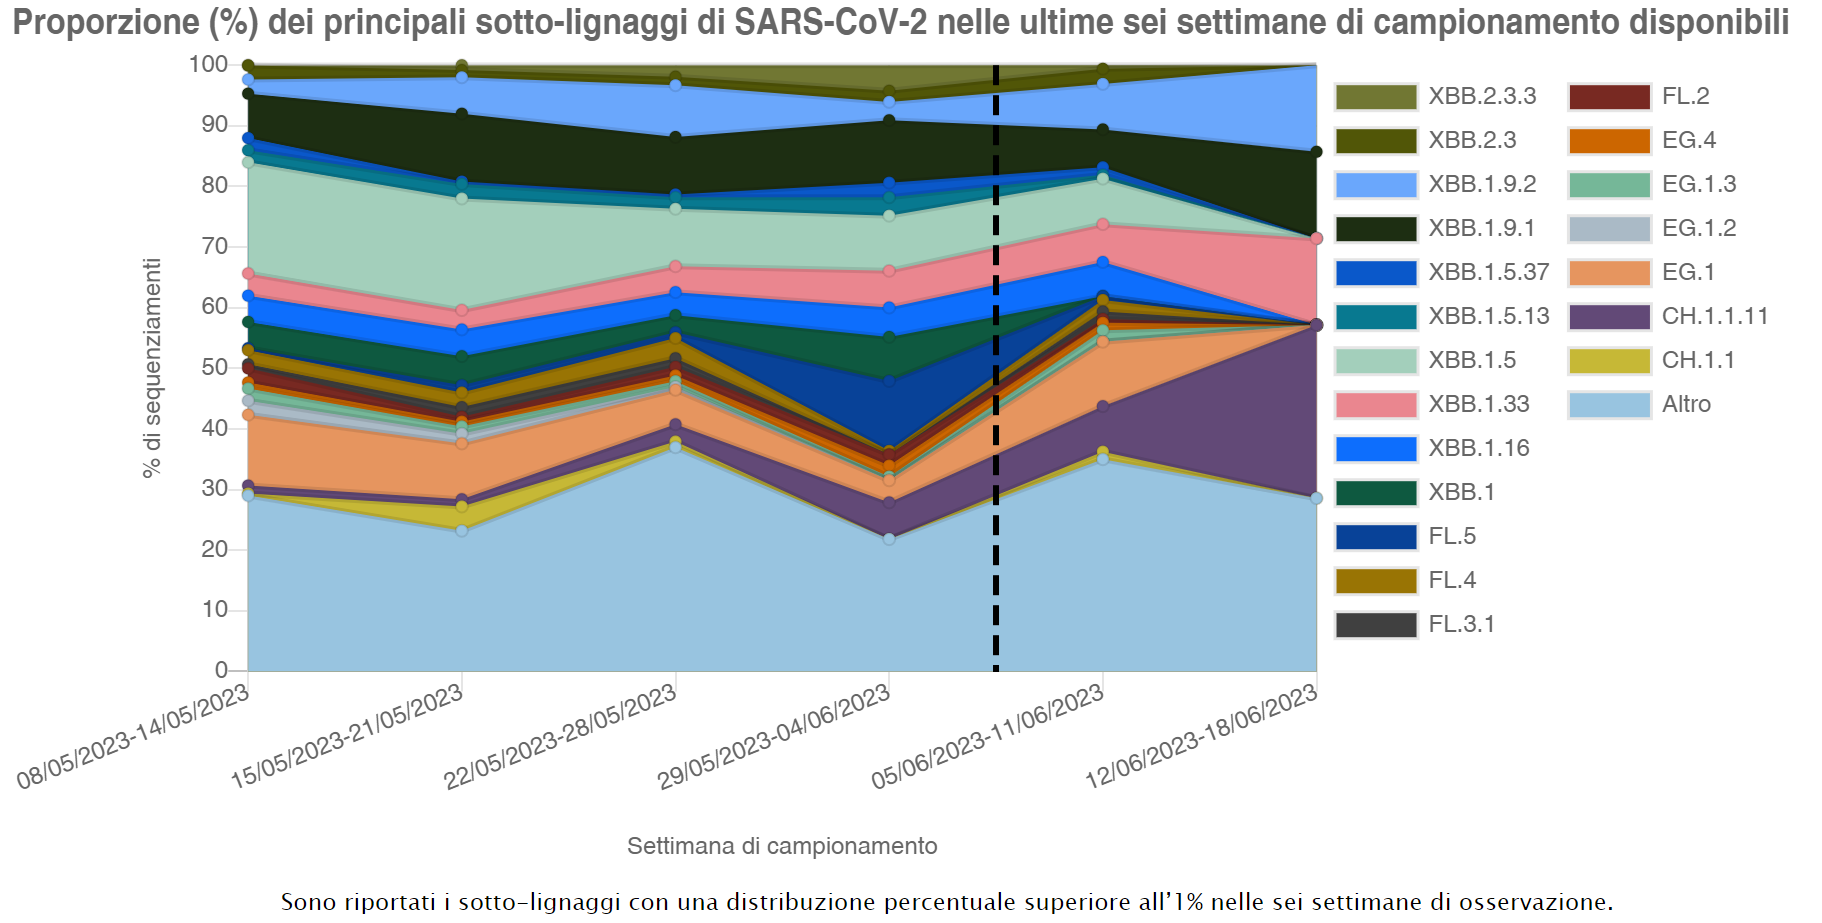 Proporzione (%) dei principali sotto-lignaggi di SARS-CoV-2 nelle ultime sei settimane di campionamento disponibili
% di sequenziamenti
100
90
80
70
60
50
40
30
20
10
0
08/05/2023-14/05/2023
15/05/2023-21/05/2023
22/05/2023-28/05/2023
29/05/2023-04/06/2023
05/06/2023-11/06/2023
12/06/2023-18/06/2023
Settimana di campionamento
XBB.2.3.3
XBB.2.3
XBB.1.9.2
XBB.1.9.1
XBB.1.5.37
XBB.1.5.13
XBB.1.5
XBB.1.33
XBB.1.16
XBB.1
FL.5
FL.4
FL.3.1
FL.2
EG.4
EG.1.3
EG.1.2
EG.1
CH.1.1.11
CH.1.1
Altro
Sono riportati i sotto-lignaggi con una distribuzione percentuale superiore all'1% nelle sei settimane di osservazione.